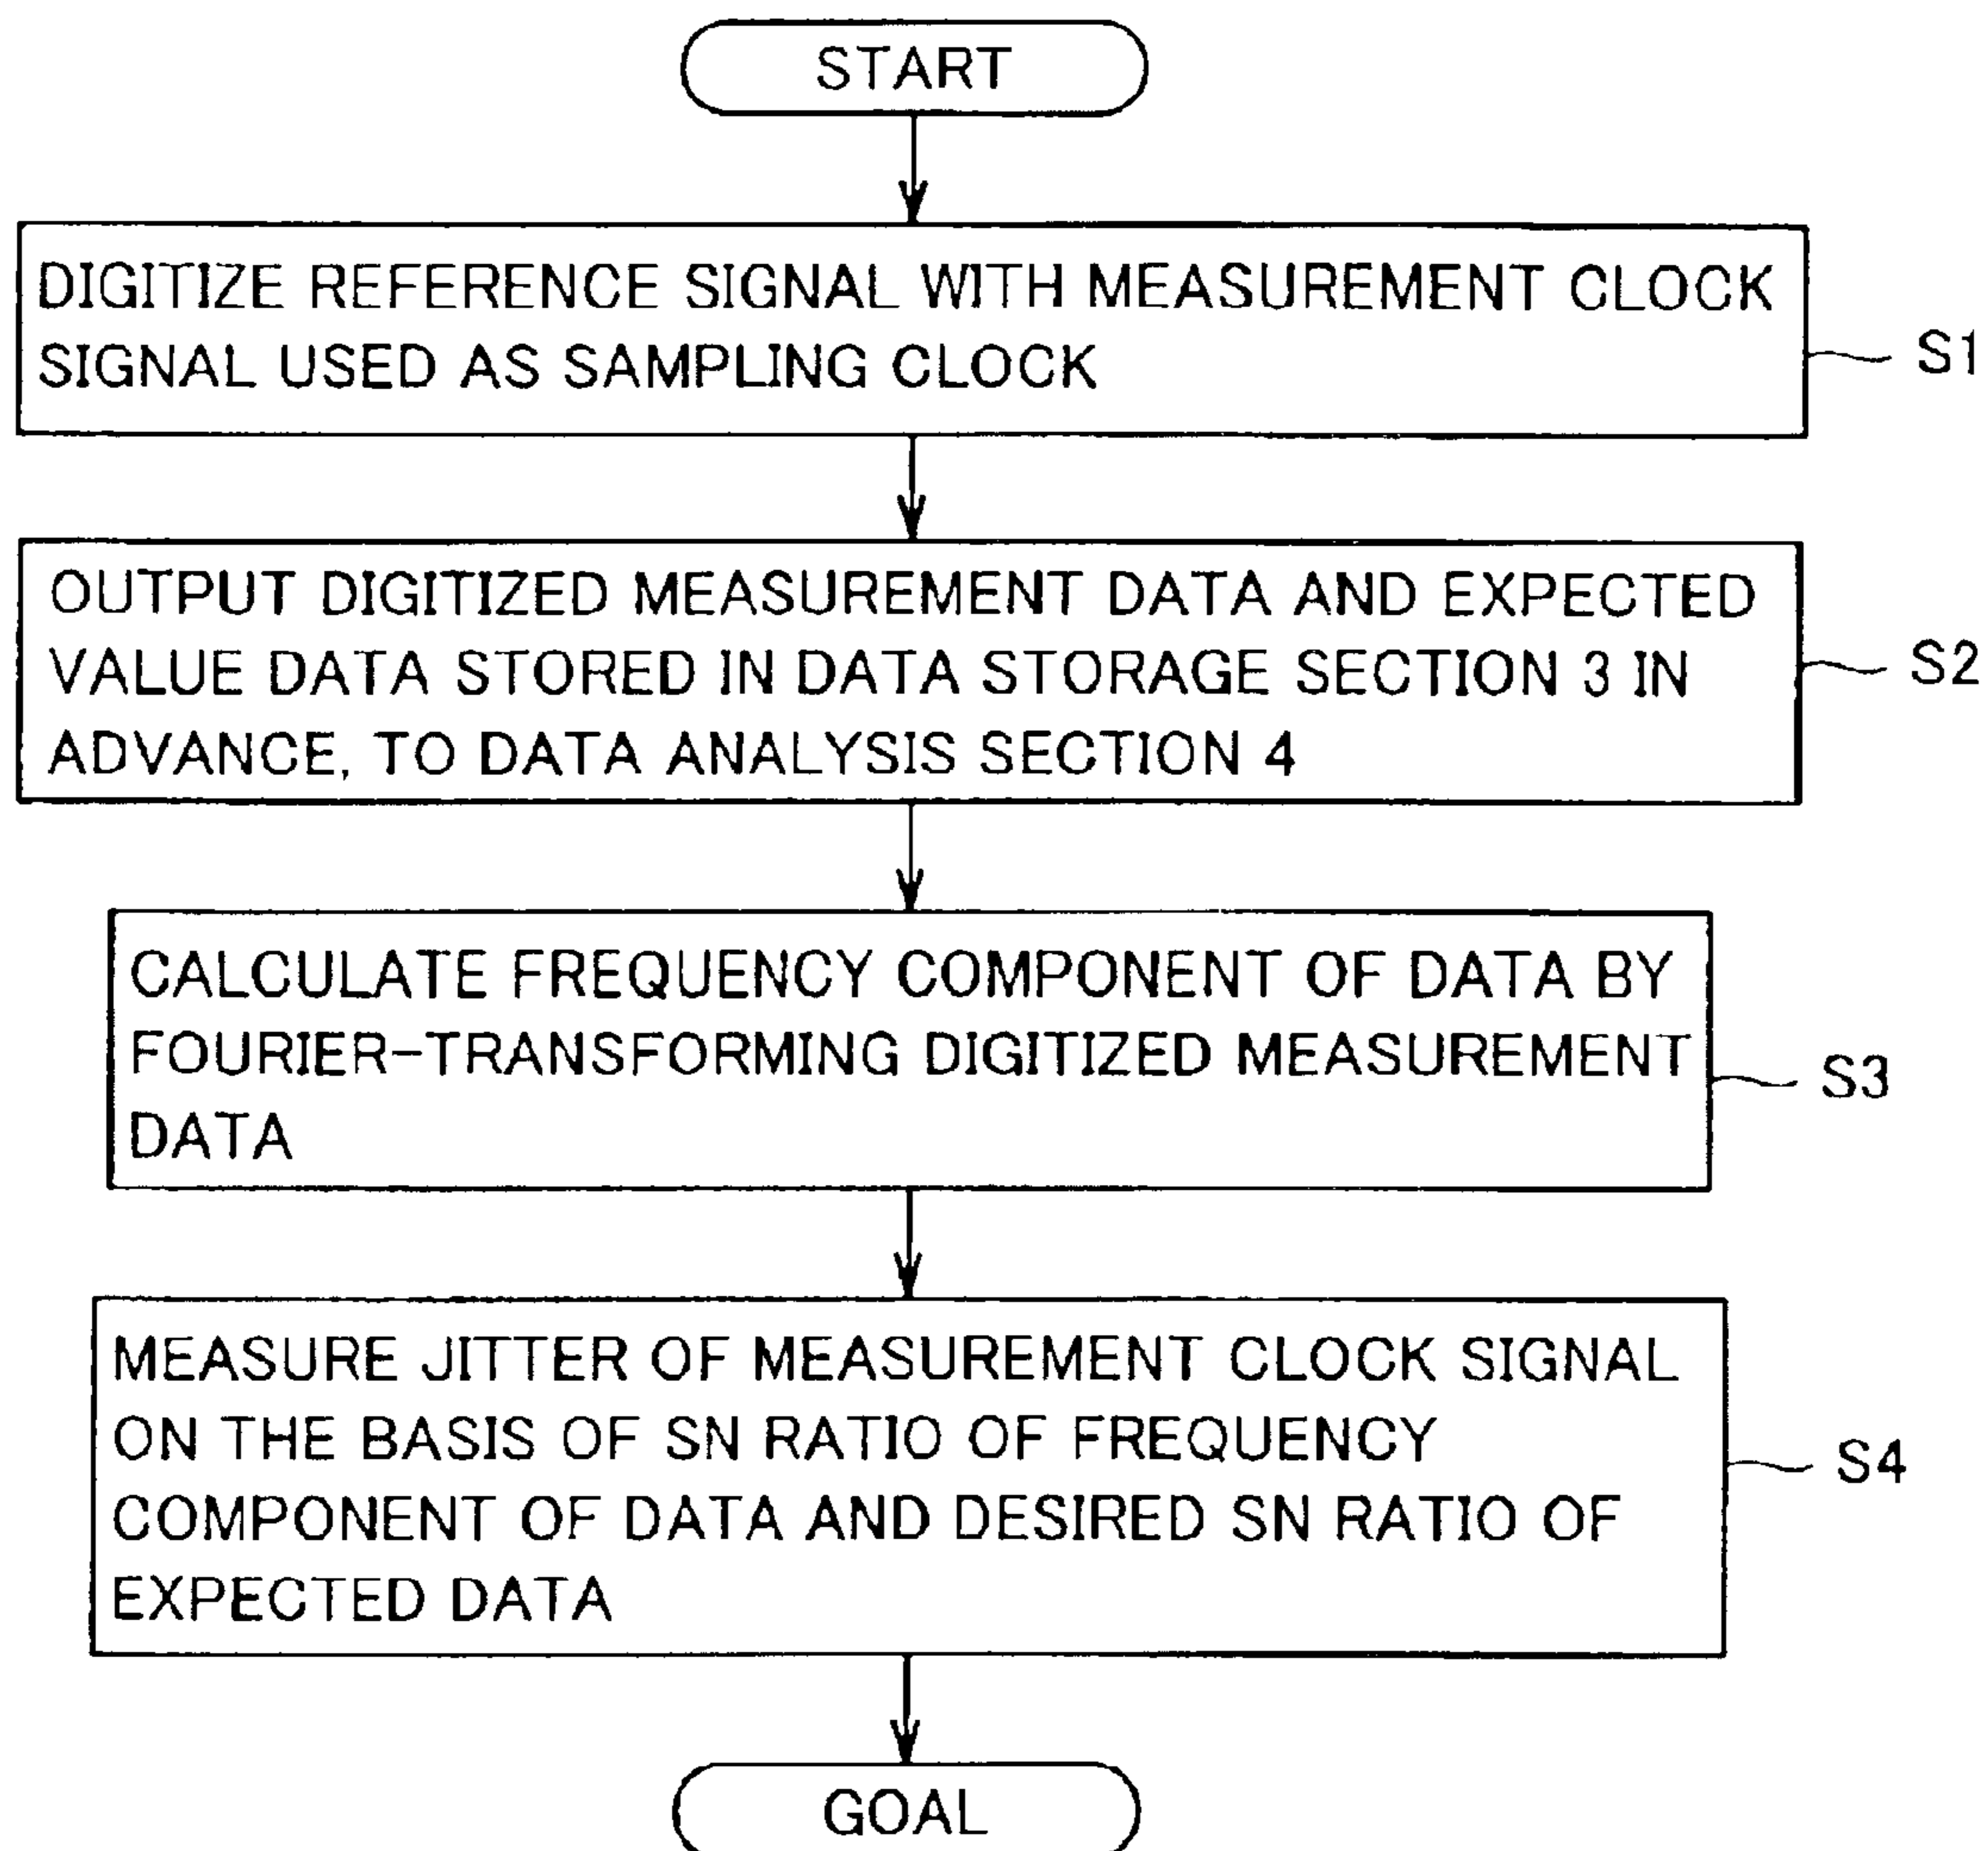 START
DIGITIZE REFERENCE SIGNAL WITH MEASUREMENT CLOCK
SIGNAL USED AS SAMPLING CLOCK
S1
OUTPUT DIGITIZED MEASUREMENT DATA AND EXPECTED
VALUE DATA STORED IN DATA STORAGE SECTION 3 IN
ADVANCE, TO DATA ANALYSIS SECTION 4
S2
CALCULATE FREQUENCY COMPONENT OF DATA BY
FOURIER-TRANSFORMING DIGITIZED MEASUREMENT
DATA
S3
MEASURE JITTER OF MEASUREMENT CLOCK SIGNAL
ON THE BASIS OF SN RATIO OF FREQUENCY
COMPONENT OF DATA AND DESIRED SN RATIO OF
EXPECTED DATA
S4
GOAL